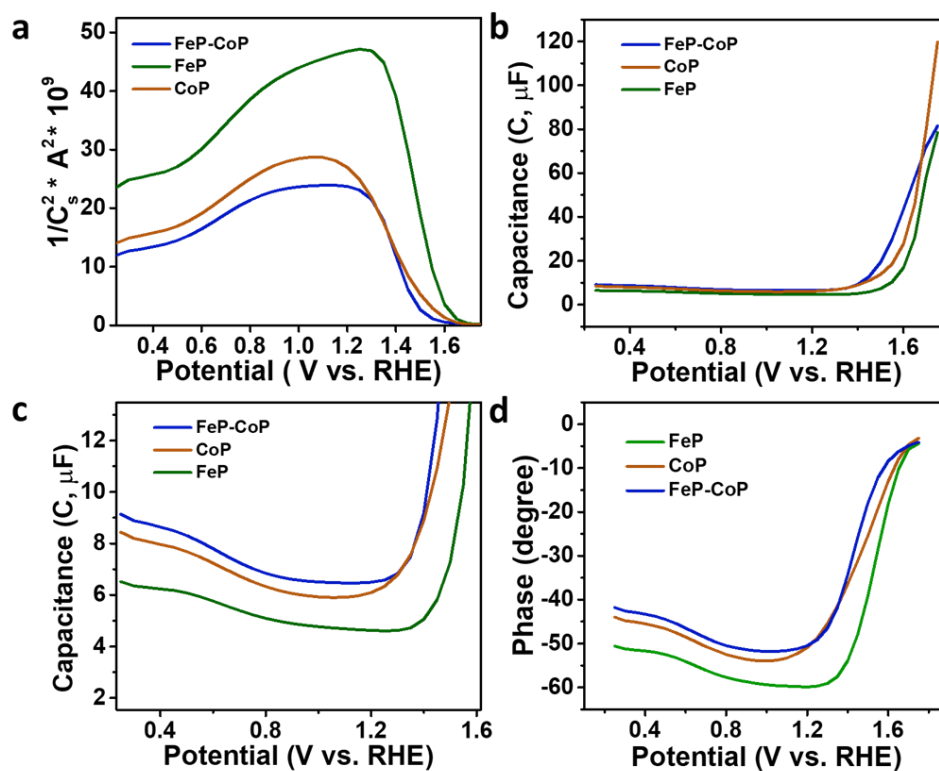 a
FeP-CoP
FeP
CoP
1/C_s^2 * A^2 * 10^9
50
40
30
20
10
0
0.4 0.8 1.0 1.2 1.6
Potential ( V vs. RHE)
b
FeP-CoP
CoP
FeP
Capacitance (C, μF)
120
100
80
60
40
20
0
0.4 0.8 1.2 1.6
Potential (V vs. RHE)
c
FeP-CoP
CoP
FeP
Capacitance (C, μF)
12
10
8
6
4
2
0.4 0.8 1.2 1.6
Potential (V vs. RHE)
d
FeP
CoP
FeP-CoP
Phase (degree)
0
-10
-20
-30
-40
-50
-60
0.4 0.8 1.2 1.6
Potential (V vs. RHE)